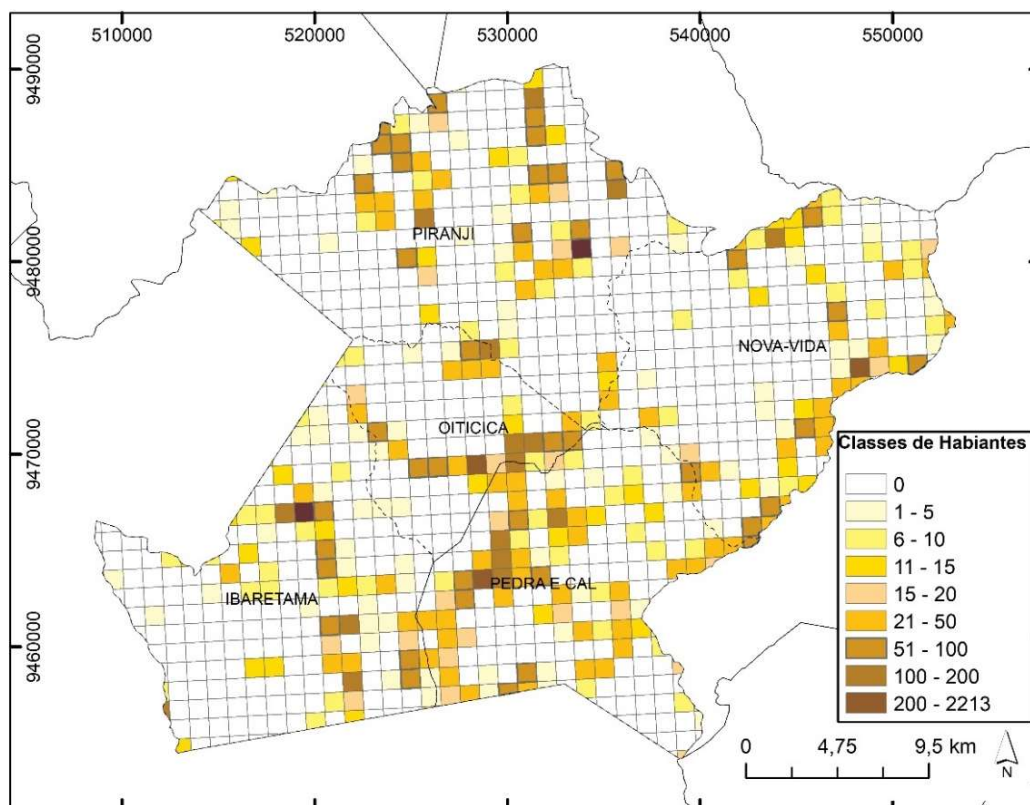 510000 520000 530000 540000 550000
9490000
9480000
9470000
9460000
PIRANJI
NOVA-VIDA
OITICICA
IBARETAMA
PEDRA E CAL
Classes de Habiantes
0
1 - 5
6 - 10
11 - 15
15 - 20
21 - 50
51 - 100
100 - 200
200 - 2213
0 4,75 9,5 km
N